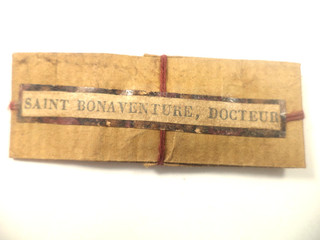 SAINT BONAVENTURE, DOCTEUR